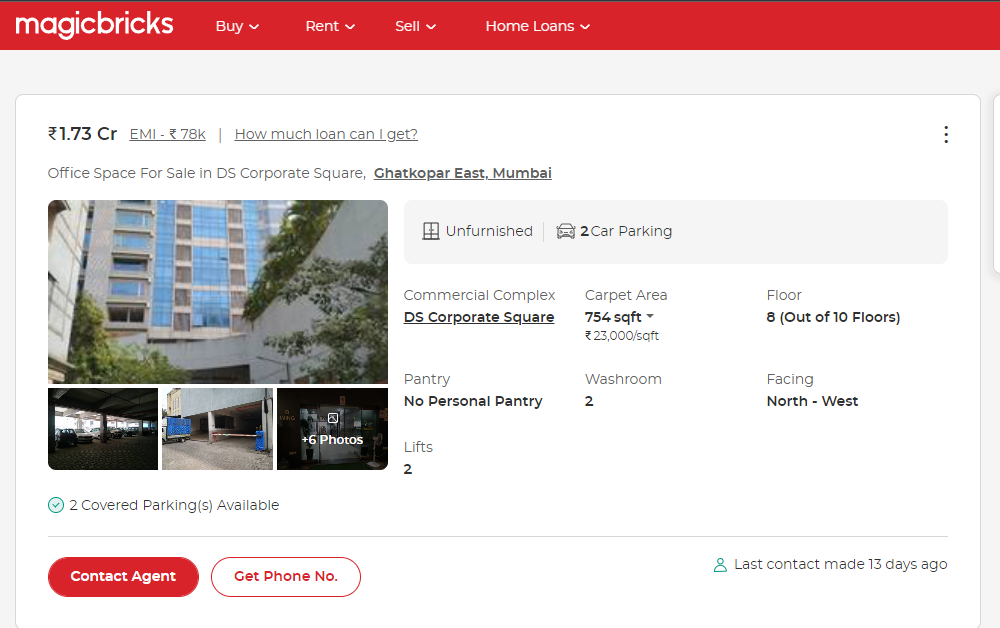 magicbricks
Buy Rent Sell Home Loans
₹1.73 Cr EMI - ₹ 78k | How much loan can I get?
Office Space For Sale in DS Corporate Square, Ghatkopar East, Mumbai
Unfurnished 2 Car Parking
Commercial Complex Carpet Area Floor
DS Corporate Square 754 sqft 8 (Out of 10 Floors)
₹23,000/sqft
Pantry Washroom Facing
No Personal Pantry 2 North - West
+6 Photos
Lifts
2
2 Covered Parking(s) Available
Contact Agent Get Phone No. Last contact made 13 days ago